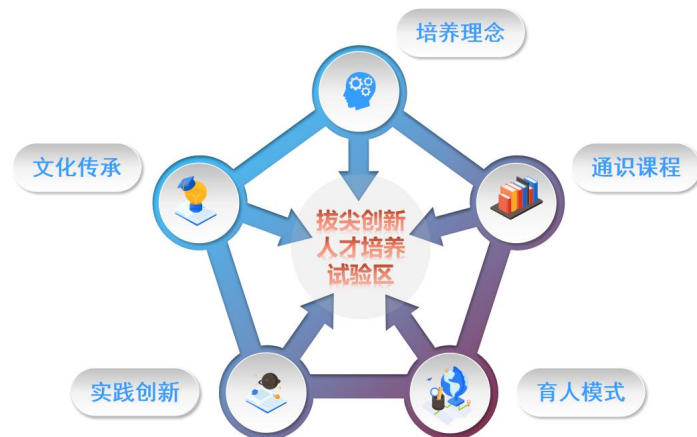 培养理念
文化传承
通识课程
拔尖创新
人才培养
试验区
实践创新
育人模式